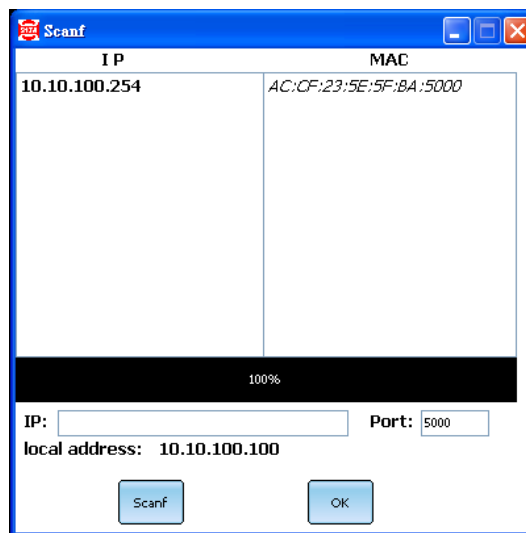 Scanf
I P MAC
10.10.100.254 AC:CF:23:5E:5F:BA:5000
100%
IP: Port: 5000
local address: 10.10.100.100
Scanf OK